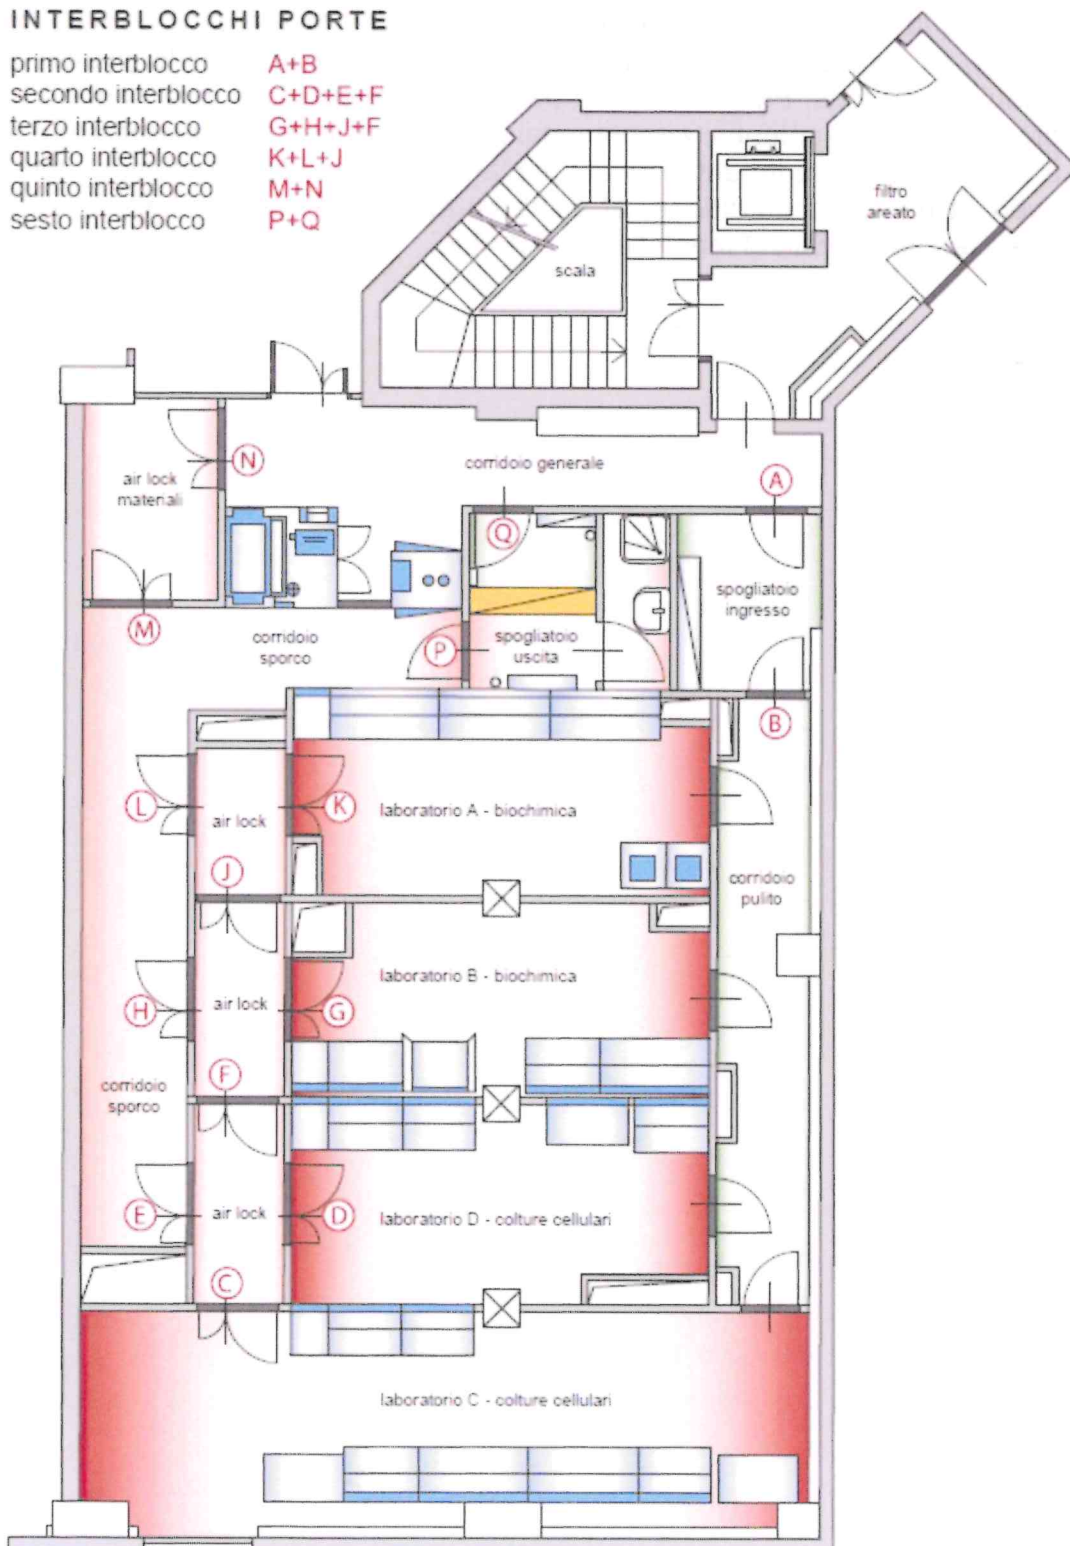 INTERBLOCCHI PORTE
primo interblocco A+B
secondo interblocco C+D+E+F
terzo interblocco G+H+J+F
quarto interblocco K+L+J
quinto interblocco M+N
sesto interblocco P+Q
filtro
areato
scala
corridoio generale
N
A
air lock
materiali
Q
spogliatoio
ingresso
M
corridoio
sporco
P
spogliatoio
uscita
B
L
air lock
K
laboratorio A - biochimica
J
corridoio
pulito
laboratorio B - biochimica
H
air lock
G
F
corridoio
sporco
E
air lock
D
laboratorio D - colture cellulari
C
laboratorio C - colture cellulari